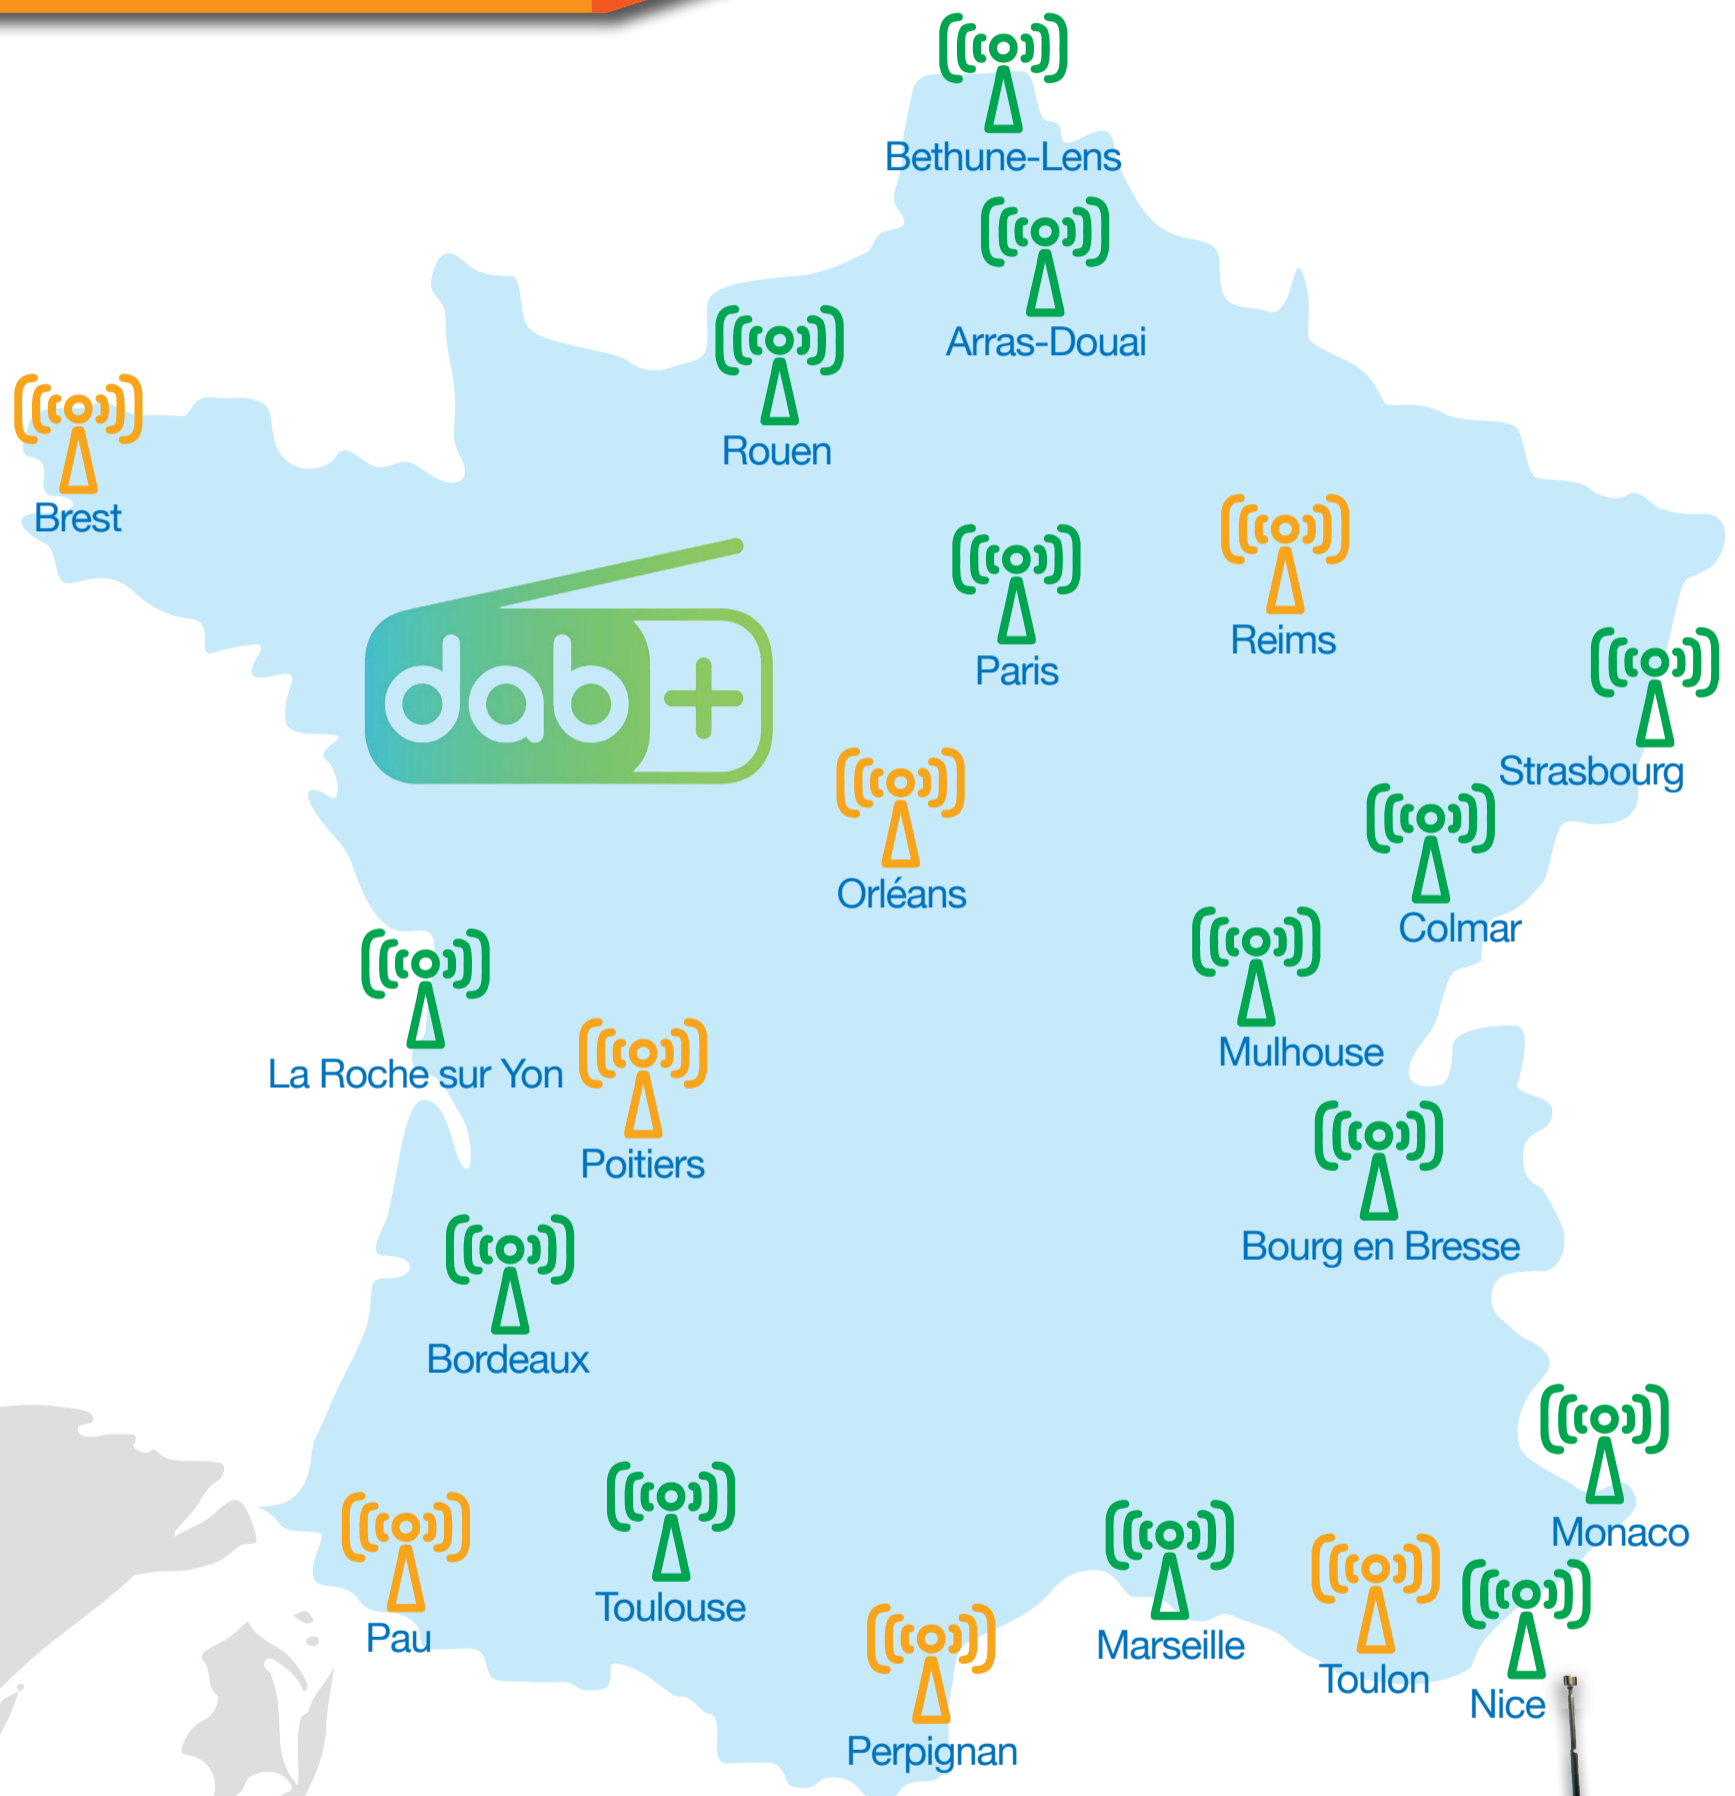 Bethune-Lens
Arras-Douai
Rouen
Brest
Reims
Paris
dab+
Strasbourg
Orléans
Colmar
Mulhouse
La Roche sur Yon
Poitiers
Bourg en Bresse
Bordeaux
Monaco
Toulouse
Pau
Marseille
Toulon
Nice
Perpignan